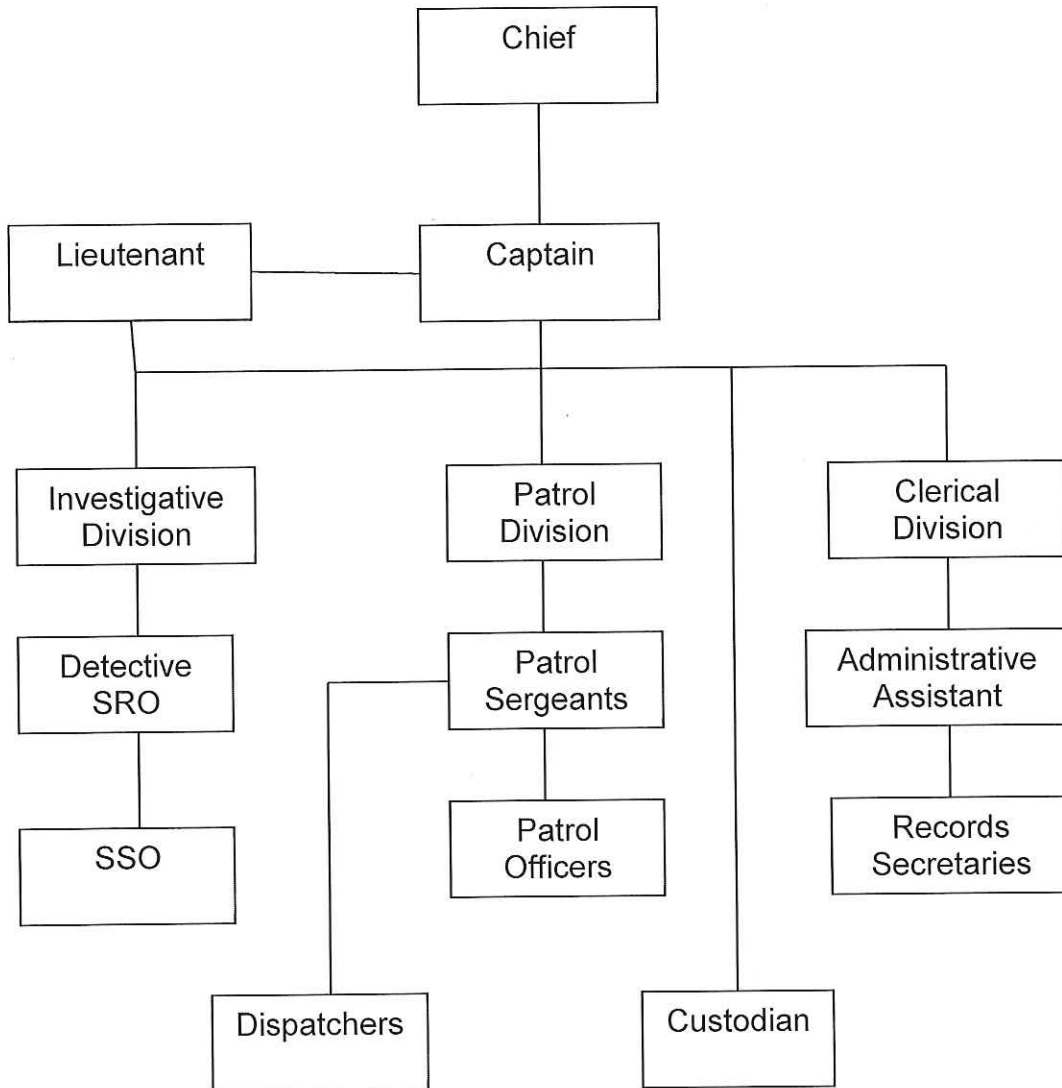 Chief
Lieutenant
Captain
Investigative
Division
Patrol
Division
Clerical
Division
Detective
SRO
Patrol
Sergeants
Administrative
Assistant
SSO
Patrol
Officers
Records
Secretaries
Dispatchers
Custodian